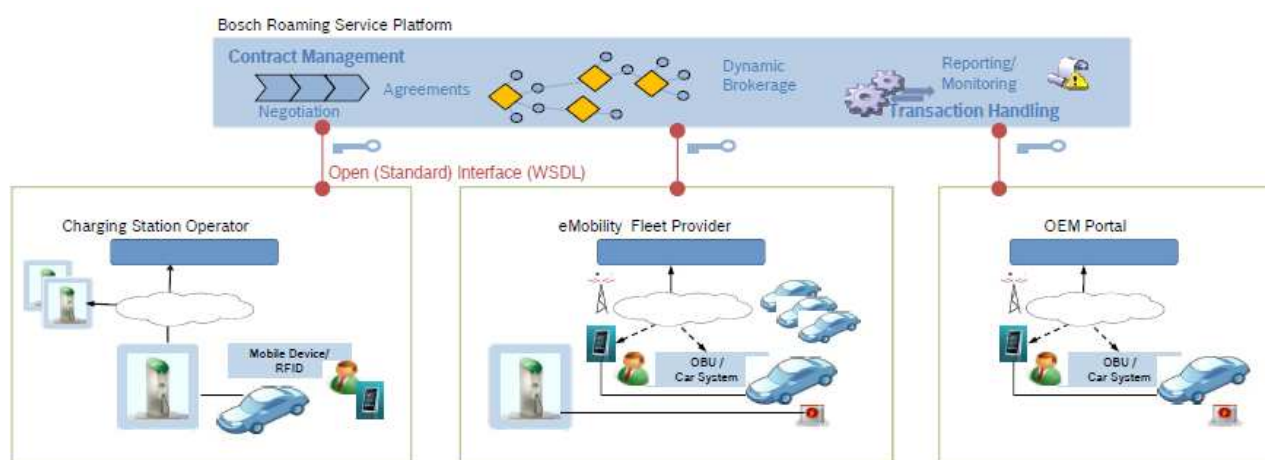 Bosch Roaming Service Platform
Contract Management
Negotiation
Agreements
Dynamic
Brokerage
Reporting/
Monitoring
Transaction Handling
Open (Standard) Interface (WSDL)
Charging Station Operator
Mobile Device/
RFID
eMobility Fleet Provider
OBU /
Car System
OEM Portal
OBU /
Car System